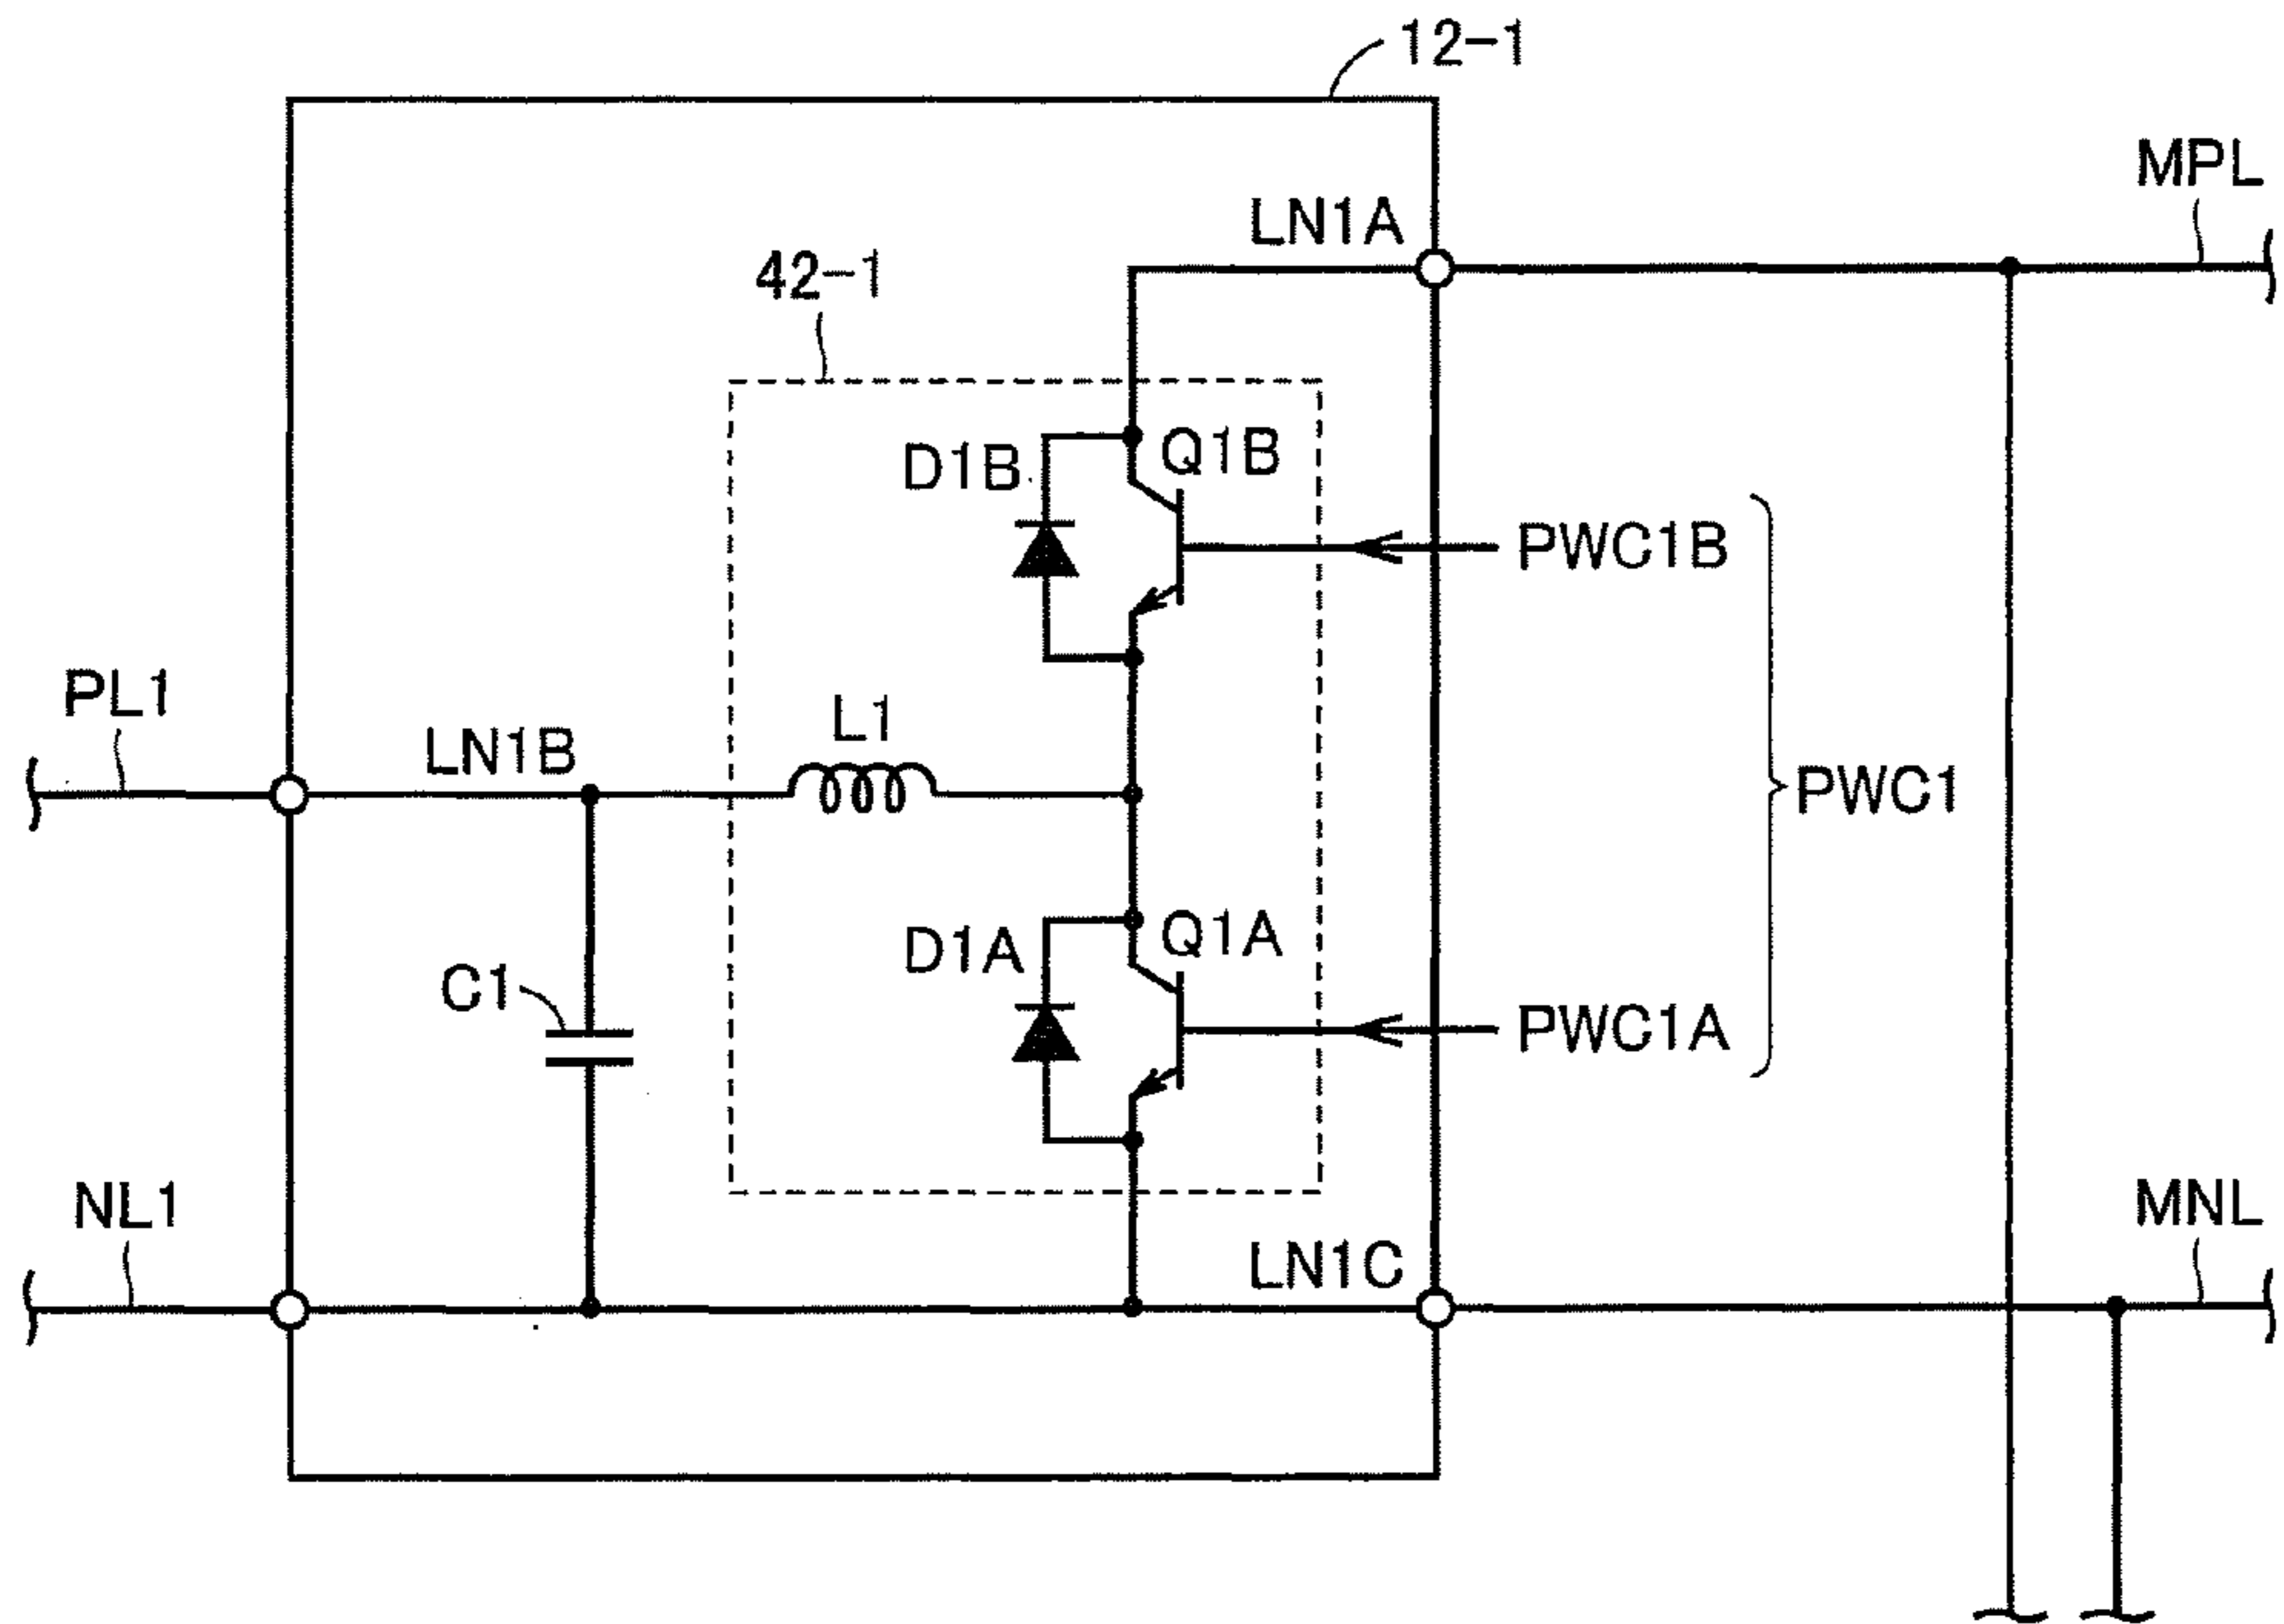 12-1
MPL
LN1A
42-1
D1B
Q1B
PWC1B
PL1
LN1B
L1
PWC1
D1A
Q1A
C1
PWC1A
NL1
LN1C
MNL